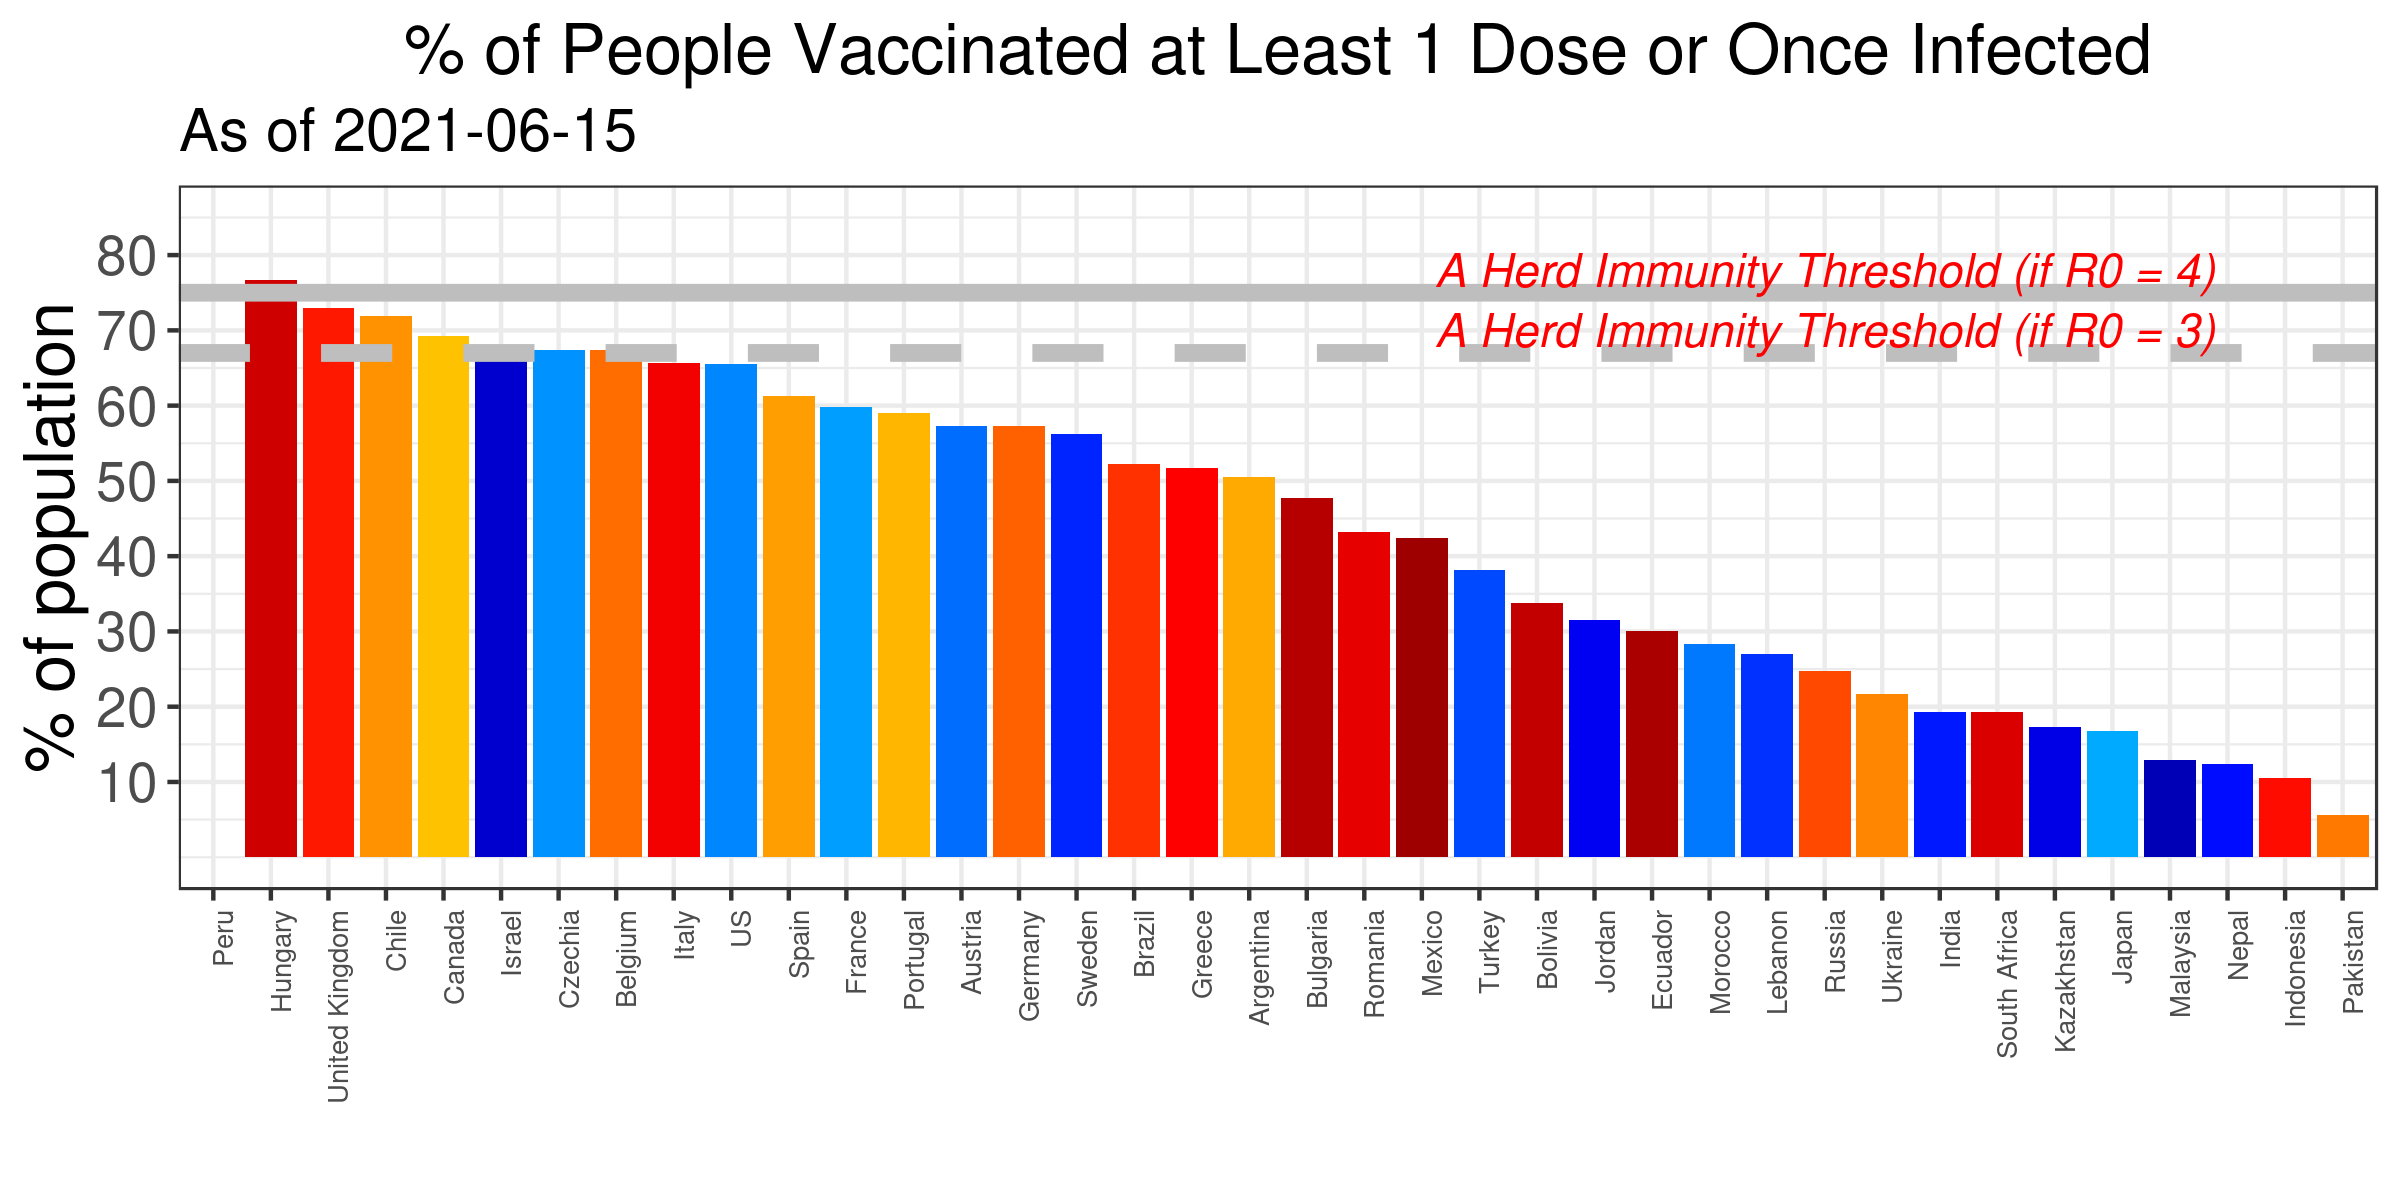 % of People Vaccinated at Least 1 Dose or Once Infected
As of 2021-06-15
% of population
80
70
60
50
40
30
20
10
A Herd Immunity Threshold (if R0 = 4)
A Herd Immunity Threshold (if R0 = 3)
Peru
Hungary
United Kingdom
Chile
Canada
Israel
Czechia
Belgium
Italy
US
Spain
France
Portugal
Austria
Germany
Sweden
Brazil
Greece
Argentina
Bulgaria
Romania
Mexico
Turkey
Bolivia
Jordan
Ecuador
Morocco
Lebanon
Russia
Ukraine
India
South Africa
Kazakhstan
Japan
Malaysia
Nepal
Indonesia
Pakistan